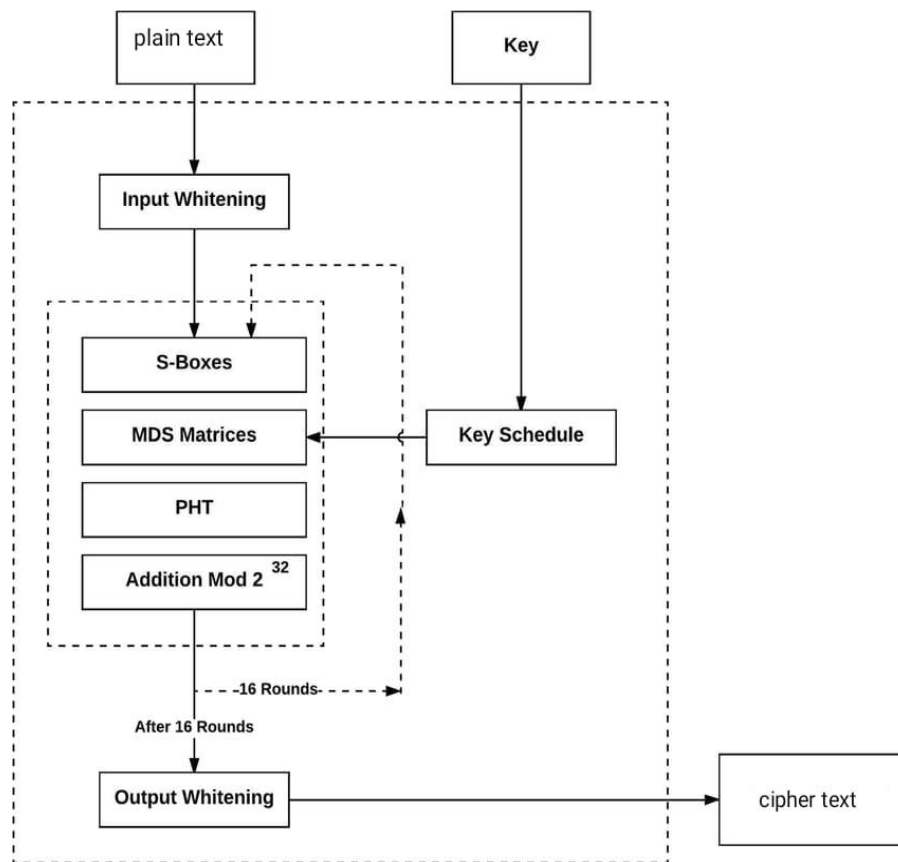 plain text
Key
Input Whitening
S-Boxes
MDS Matrices
Key Schedule
PHT
Addition Mod 2 32
16 Rounds
After 16 Rounds
Output Whitening
cipher text